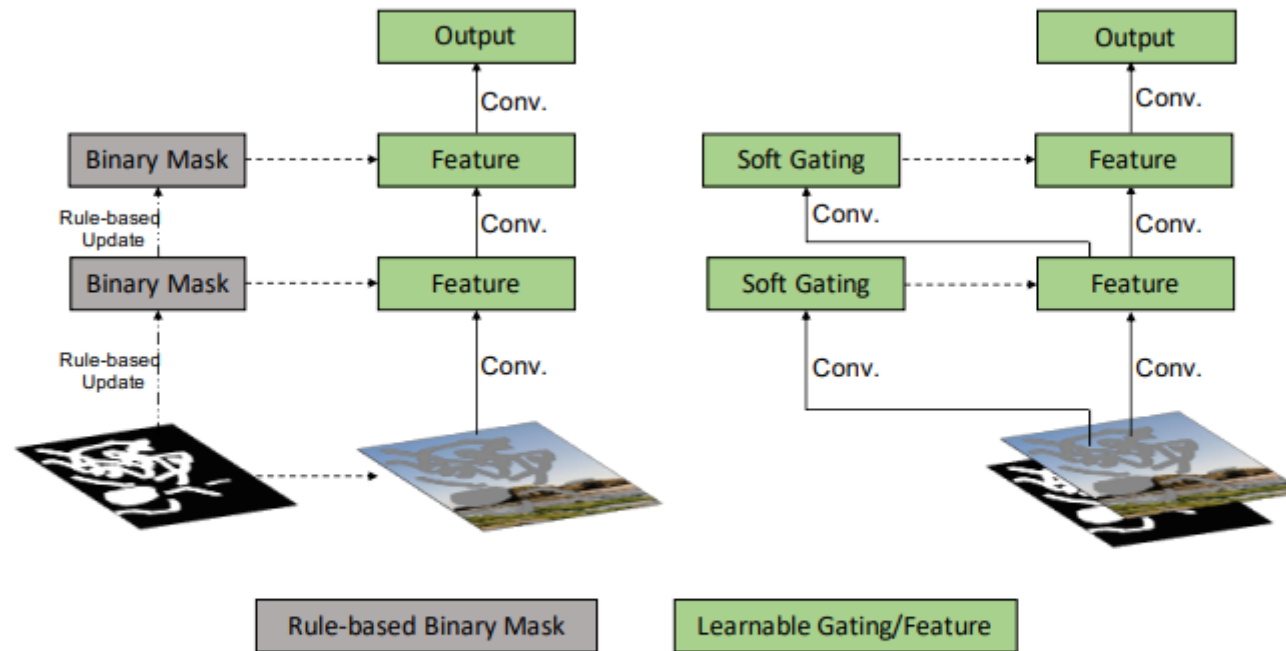 Output
Conv.
Binary Mask
Feature
Rule-based
Update
Conv.
Binary Mask
Feature
Rule-based
Update
Conv.
Output
Conv.
Soft Gating
Feature
Conv.
Conv.
Soft Gating
Feature
Conv.
Conv.
Rule-based Binary Mask
Learnable Gating/Feature